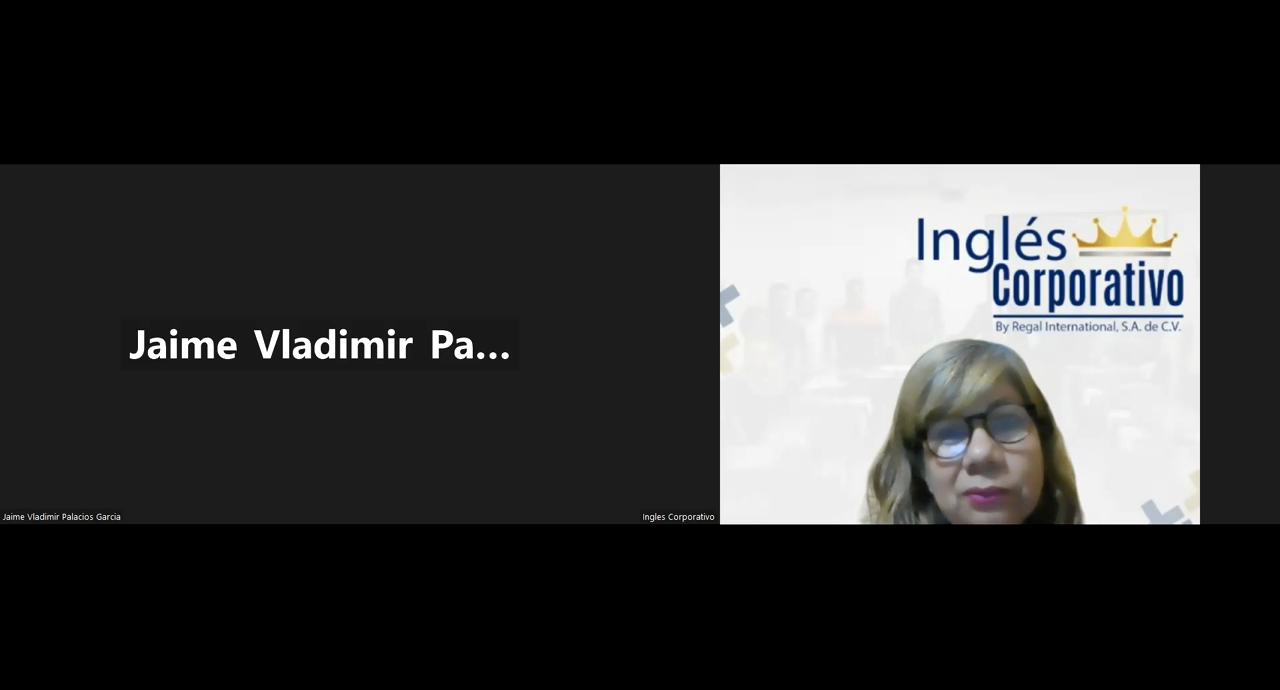 Jaime Vladimir Pa...
Jaime Vladimir Palacios Garcia
Ingles Corporativo
Inglés
Corporativo
By Regal International, S.A. de C.V.